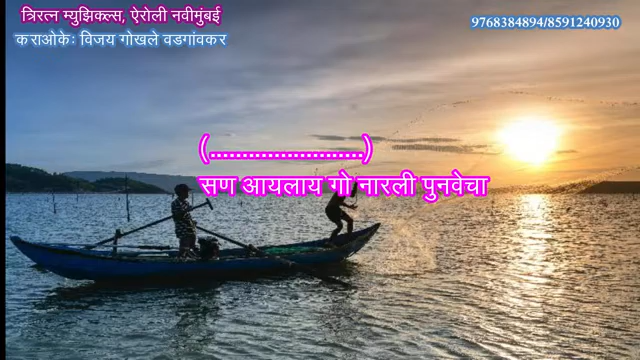 त्रिरत्न म्युझिकल्स, ऐरोली नवीमुंबई
कराओकेः विजय गोखले वडगांवकर
9768384894/8591240930
(........................)
सण आयलाय गो नारली पुनवेचा